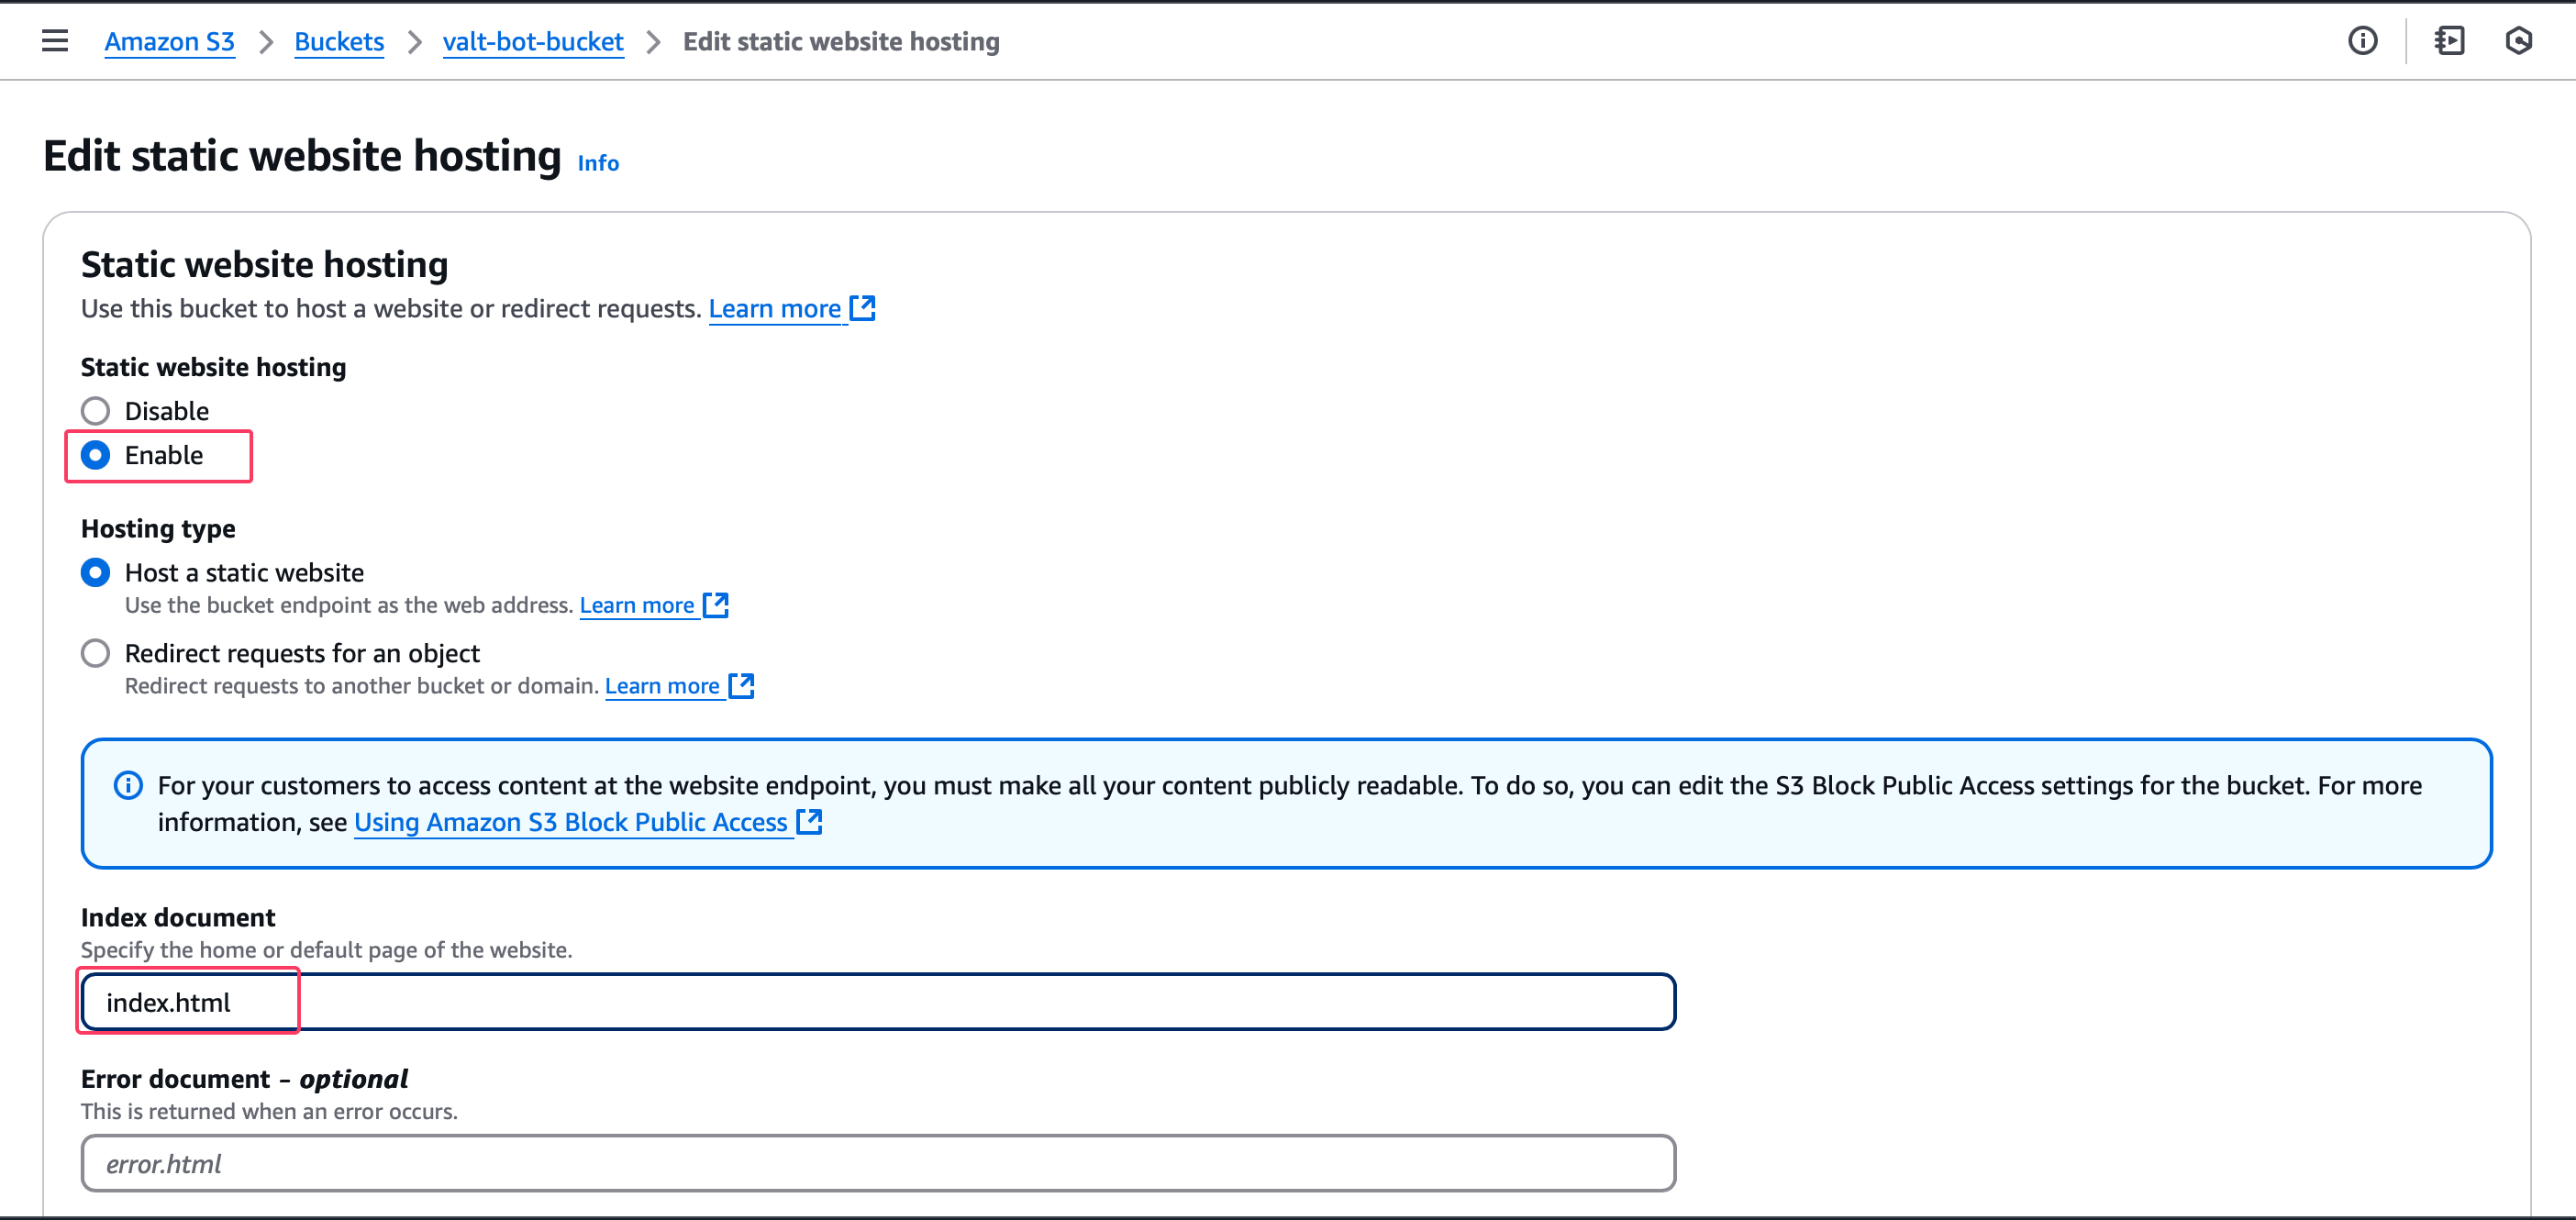 Amazon S3 > Buckets > valt-bot-bucket > Edit static website hosting
Edit static website hosting Info
Static website hosting
Use this bucket to host a website or redirect requests. Learn more
Static website hosting
Disable
Enable
Hosting type
Host a static website
Use the bucket endpoint as the web address. Learn more
Redirect requests for an object
Redirect requests to another bucket or domain. Learn more
For your customers to access content at the website endpoint, you must make all your content publicly readable. To do so, you can edit the S3 Block Public Access settings for the bucket. For more
information, see Using Amazon S3 Block Public Access
Index document
Specify the home or default page of the website.
index.html
Error document – optional
This is returned when an error occurs.
error.html